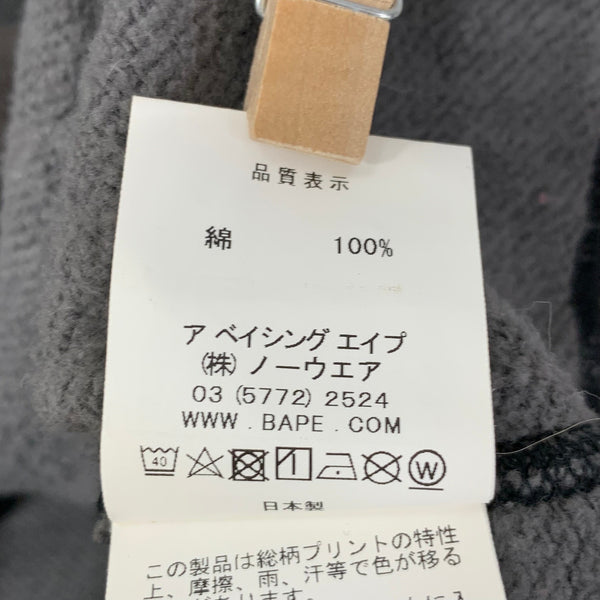 品質表示
綿 100%
ア ベイシング エイプ
(株) ノーウエア
03 (5772) 2524
WWW . BAPE . COM
40 W
日本製
この製品は総柄プリントの特性
上、摩擦、雨、汗等で色が移る